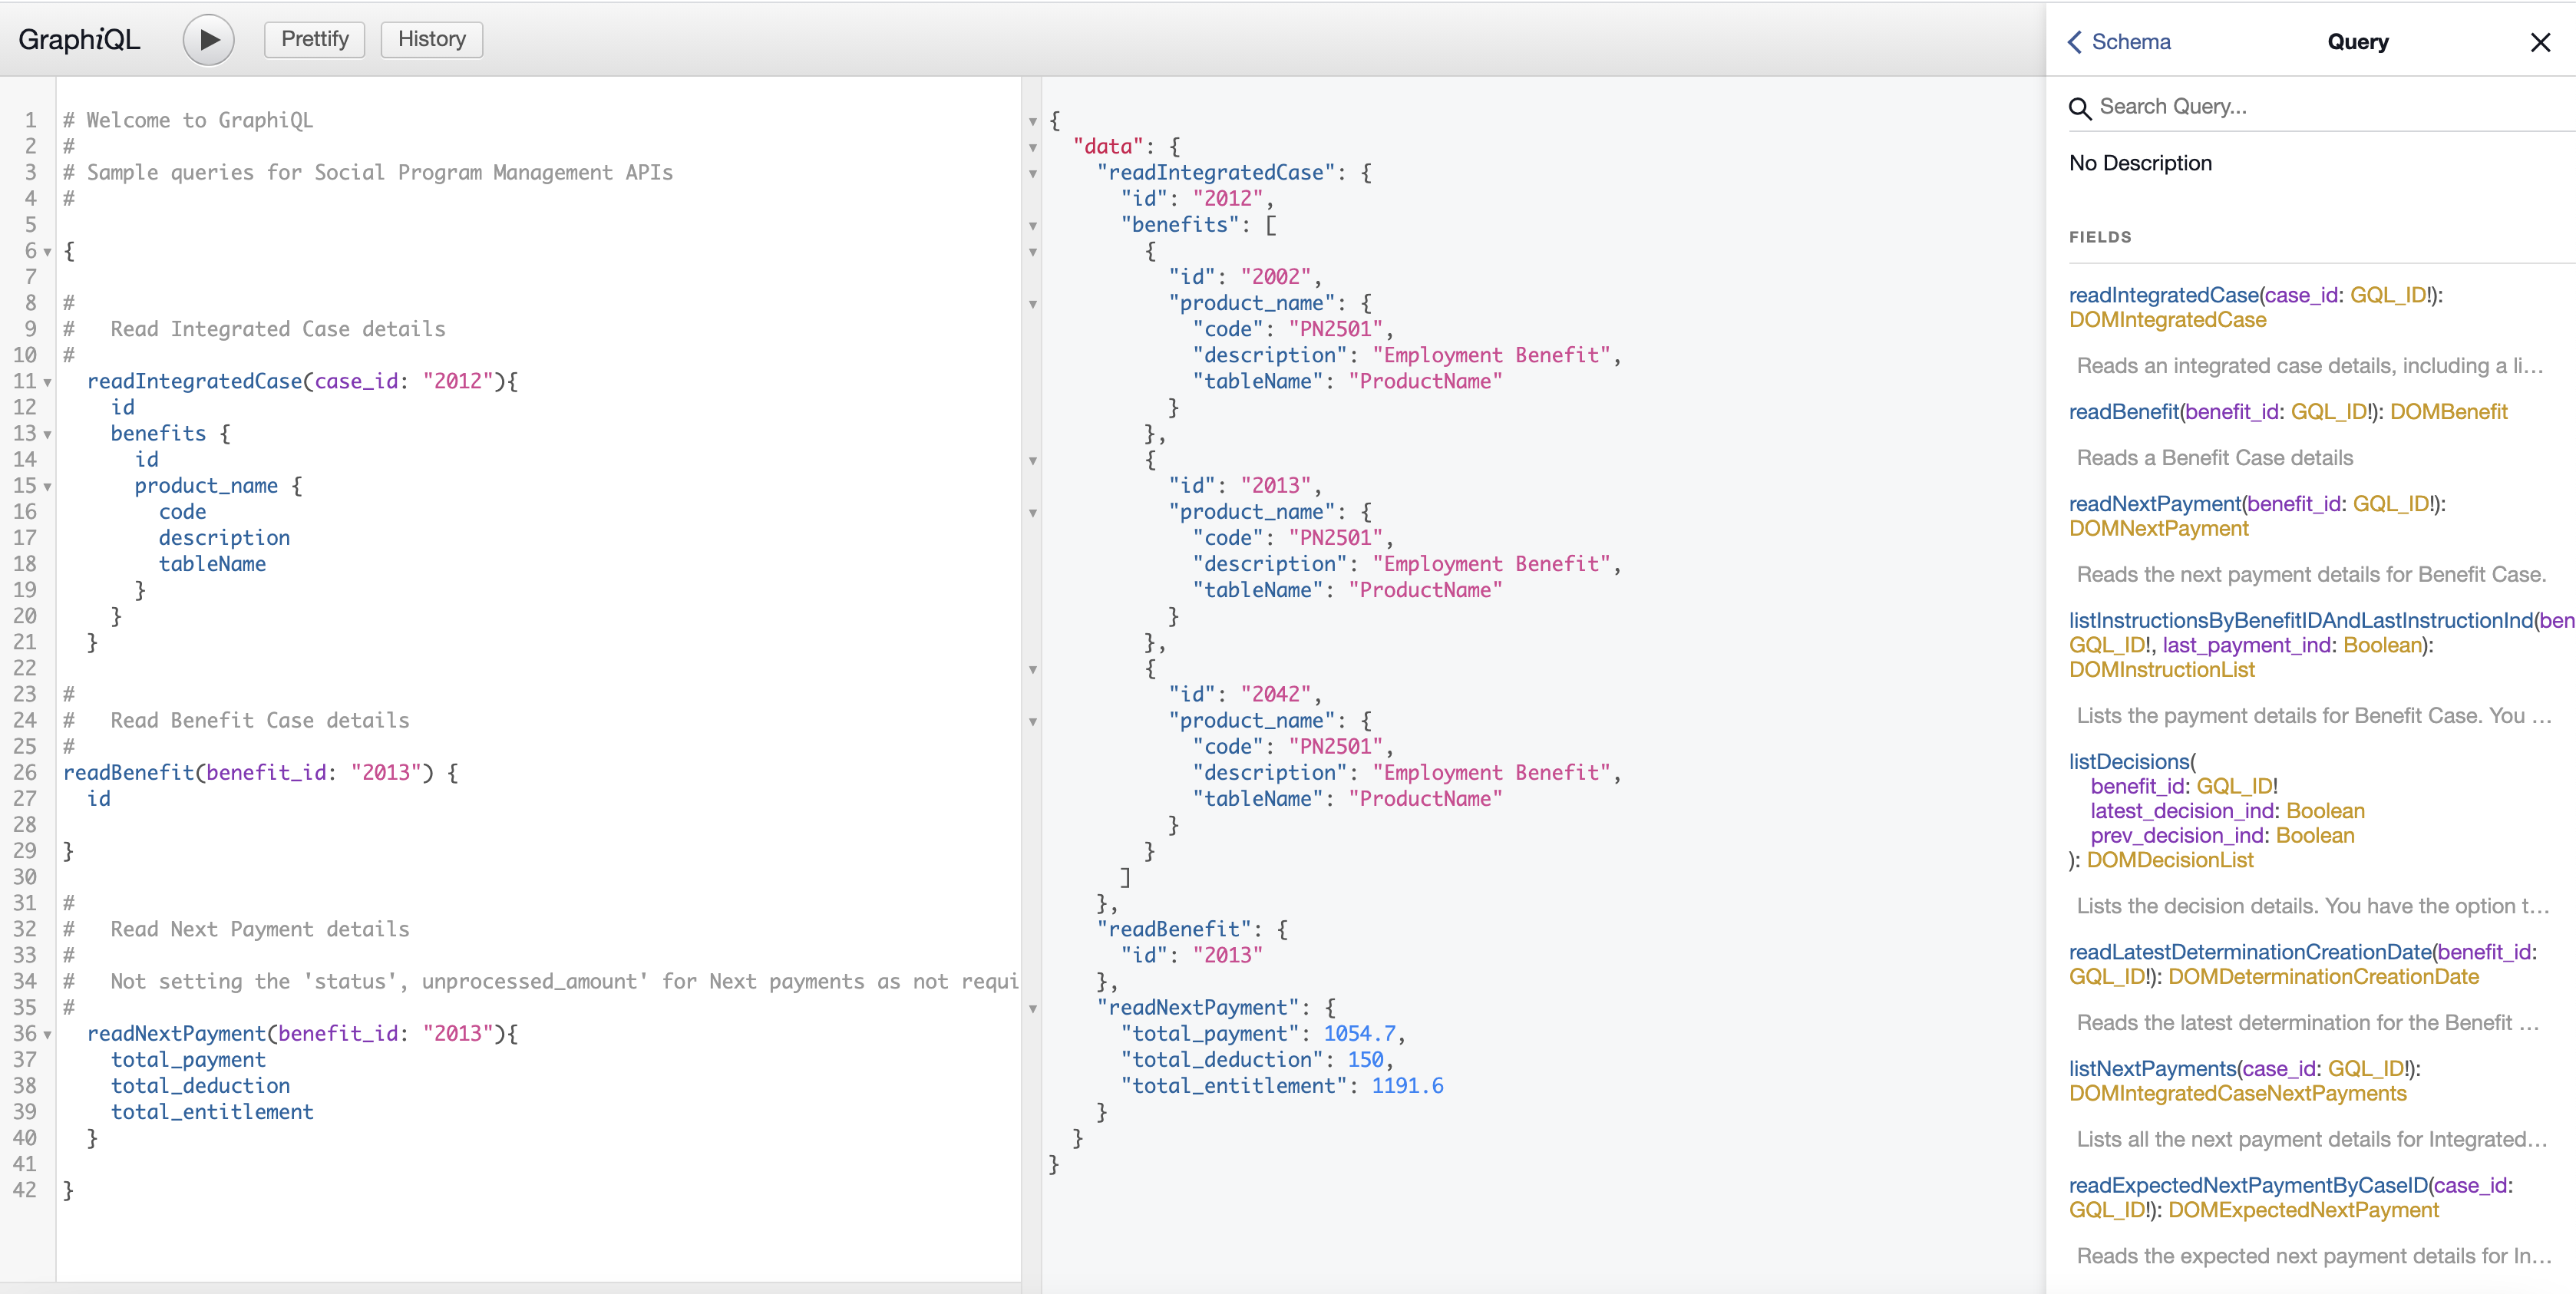 GraphiQL
Prettify
History
1 # Welcome to GraphiQL
2 #
3 # Sample queries for Social Program Management APIs
4 #
5
6 {
7
8 #
9 #   Read Integrated Case details
10 #
11   readIntegratedCase(case_id: "2012"){
12     id
13     benefits {
14       id
15       product_name {
16         code
17         description
18         tableName
19       }
20     }
21   }
22
23 #
24 #   Read Benefit Case details
25 #
26 readBenefit(benefit_id: "2013") {
27   id
28
29 }
30
31 #
32 #   Read Next Payment details
33 #
34 #   Not setting the 'status', unprocessed_amount' for Next payments as not requi
35 #
36   readNextPayment(benefit_id: "2013"){
37     total_payment
38     total_deduction
39     total_entitlement
40   }
41
42 }
{
  "data": {
    "readIntegratedCase": {
      "id": "2012",
      "benefits": [
        {
          "id": "2002",
          "product_name": {
            "code": "PN2501",
            "description": "Employment Benefit",
            "tableName": "ProductName"
          }
        },
        {
          "id": "2013",
          "product_name": {
            "code": "PN2501",
            "description": "Employment Benefit",
            "tableName": "ProductName"
          }
        },
        {
          "id": "2042",
          "product_name": {
            "code": "PN2501",
            "description": "Employment Benefit",
            "tableName": "ProductName"
          }
        }
      ]
    },
    "readBenefit": {
      "id": "2013"
    },
    "readNextPayment": {
      "total_payment": 1054.7,
      "total_deduction": 150,
      "total_entitlement": 1191.6
    }
  }
}
Schema
Query
Search Query...
No Description
FIELDS
readIntegratedCase(case_id: GQL_ID!):
DOMIntegratedCase
Reads an integrated case details, including a li…
readBenefit(benefit_id: GQL_ID!): DOMBenefit
Reads a Benefit Case details
readNextPayment(benefit_id: GQL_ID!):
DOMNextPayment
Reads the next payment details for Benefit Case.
listInstructionsByBenefitIDAndLastInstructionInd(ben
GQL_ID!, last_payment_ind: Boolean):
DOMInstructionList
Lists the payment details for Benefit Case. You …
listDecisions(
benefit_id: GQL_ID!
latest_decision_ind: Boolean
prev_decision_ind: Boolean
): DOMDecisionList
Lists the decision details. You have the option t…
readLatestDeterminationCreationDate(benefit_id:
GQL_ID!): DOMDeterminationCreationDate
Reads the latest determination for the Benefit …
listNextPayments(case_id: GQL_ID!):
DOMIntegratedCaseNextPayments
Lists all the next payment details for Integrated…
readExpectedNextPaymentByCaseID(case_id:
GQL_ID!): DOMExpectedNextPayment
Reads the expected next payment details for In…